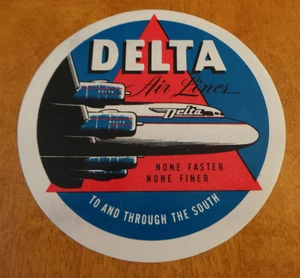 DELTA
Air Lines
Delta
NONE FASTER
NONE FINER
TO AND THROUGH THE SOUTH